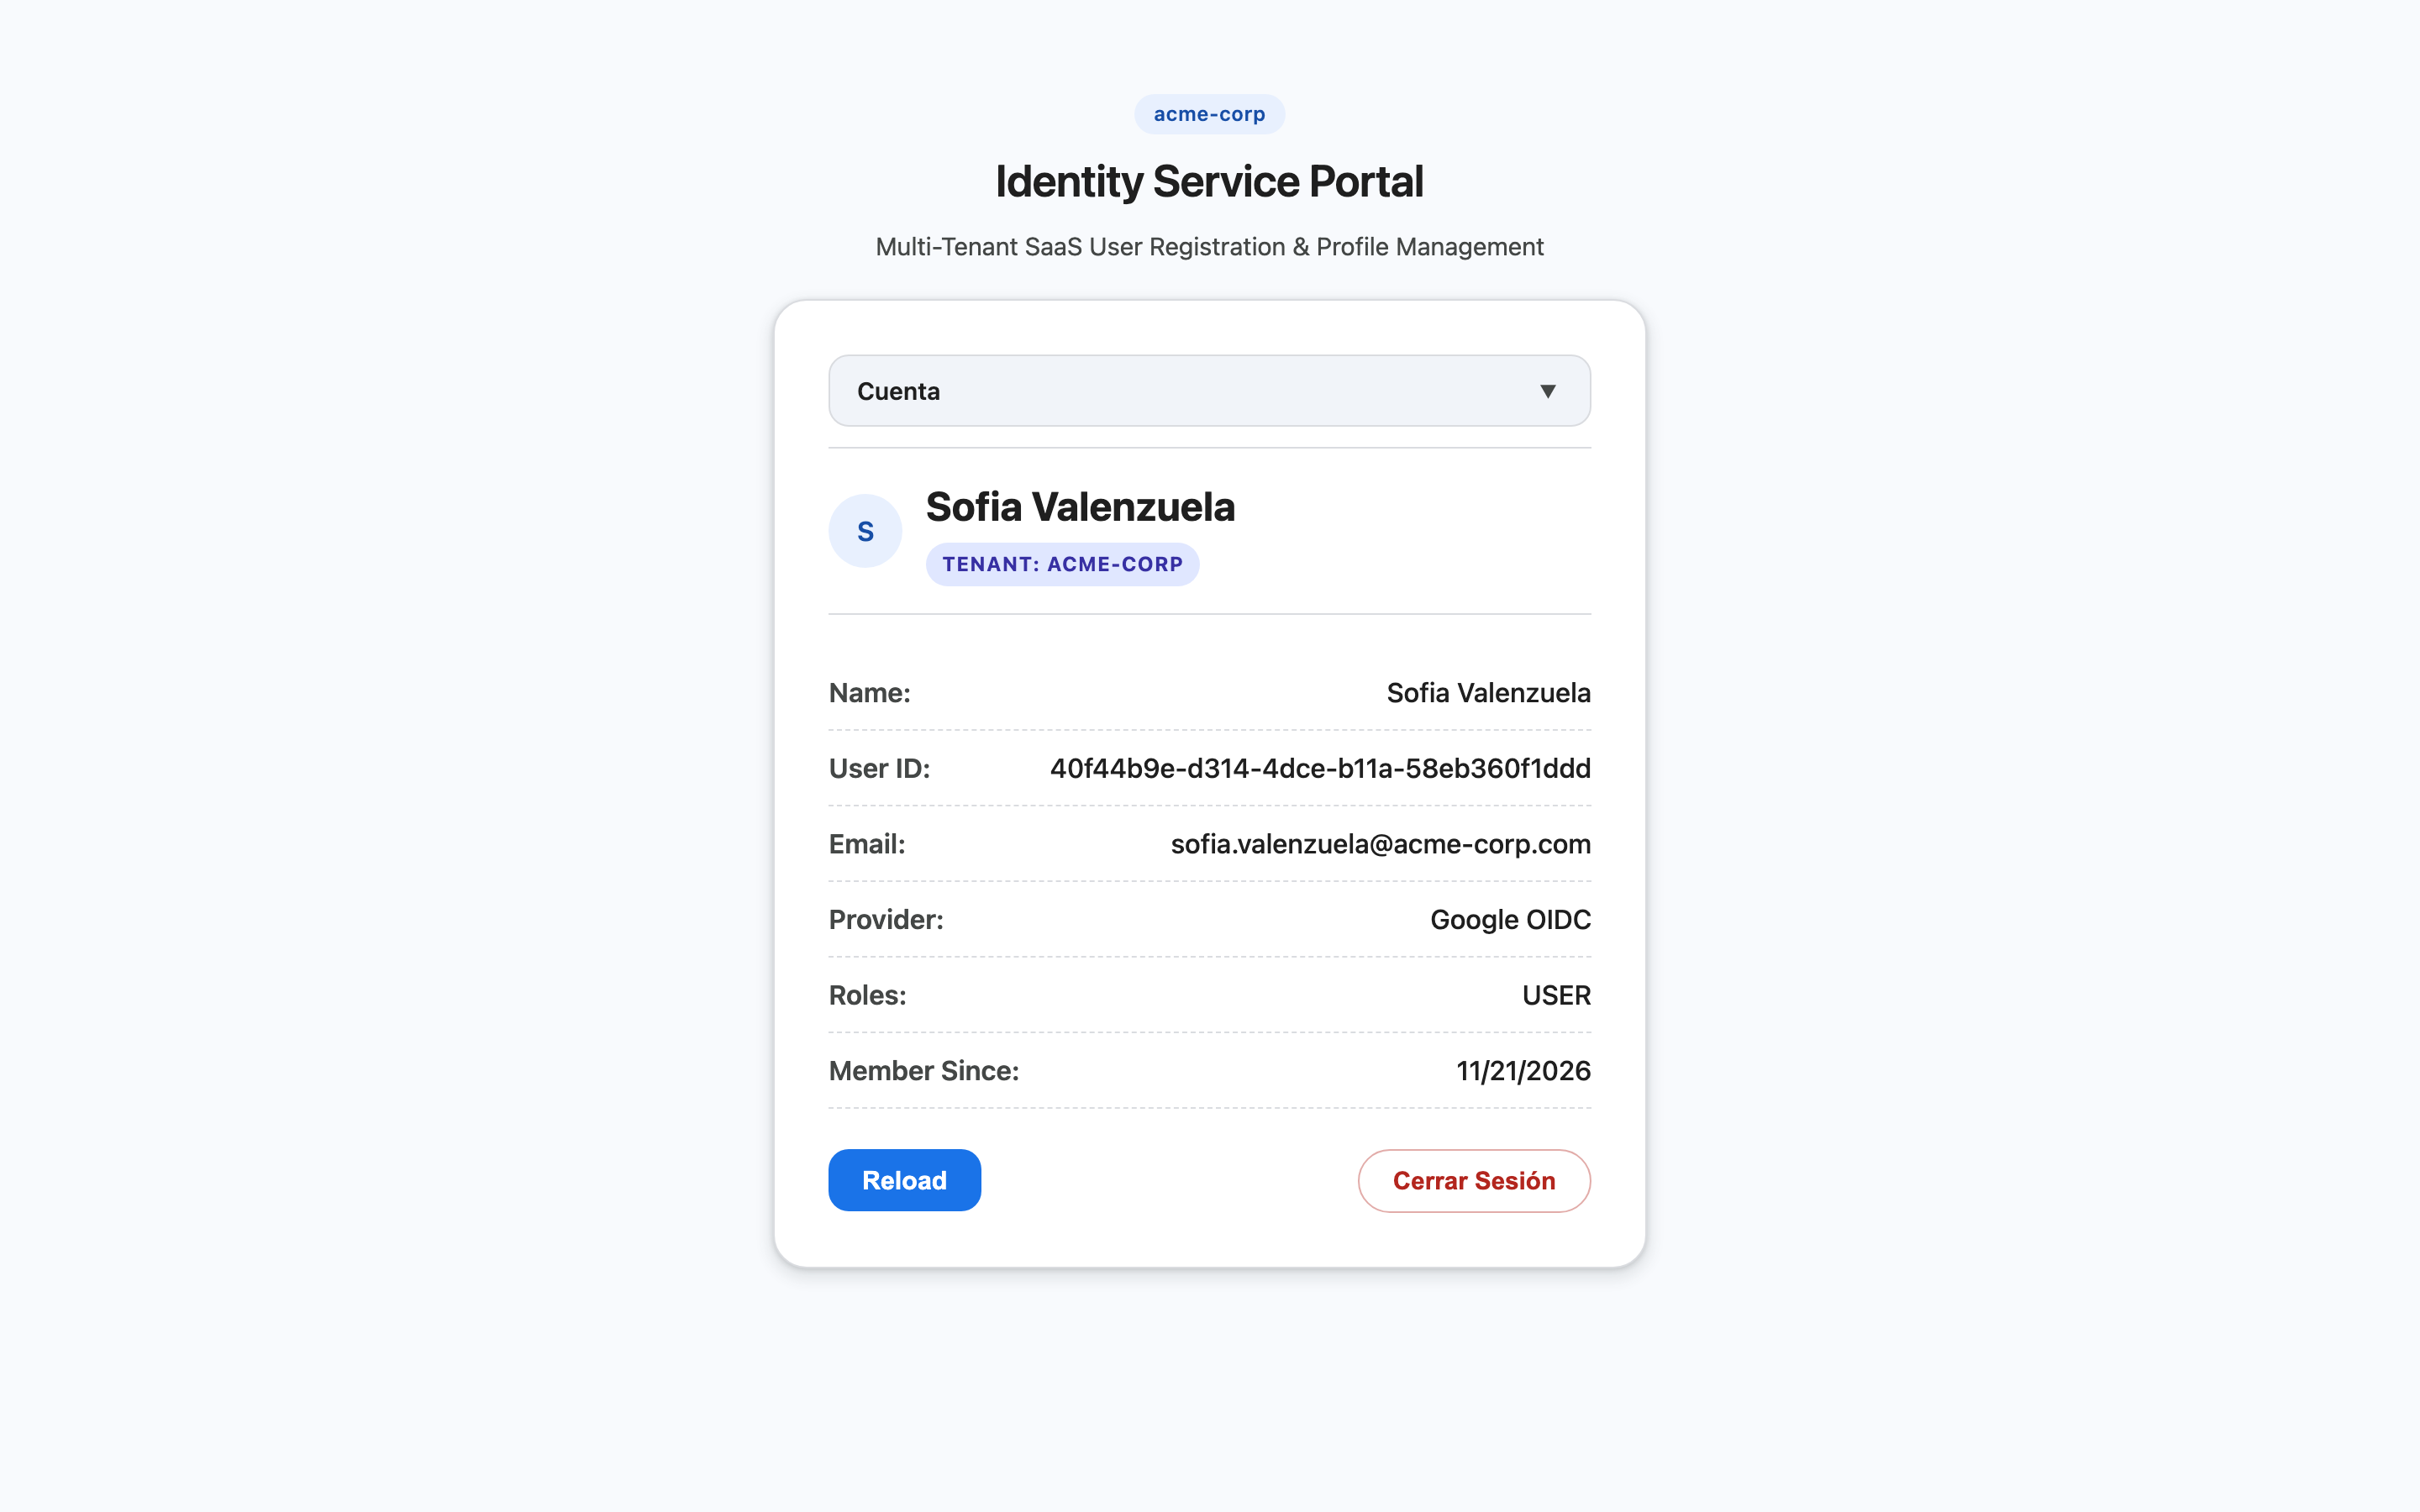 acme-corp
Identity Service Portal
Multi-Tenant SaaS User Registration & Profile Management
Cuenta ▼
S
Sofia Valenzuela
TENANT: ACME-CORP
Name: Sofia Valenzuela
User ID: 40f44b9e-d314-4dce-b11a-58eb360f1ddd
Email: sofia.valenzuela@acme-corp.com
Provider: Google OIDC
Roles: USER
Member Since: 11/21/2026
Reload Cerrar Sesión